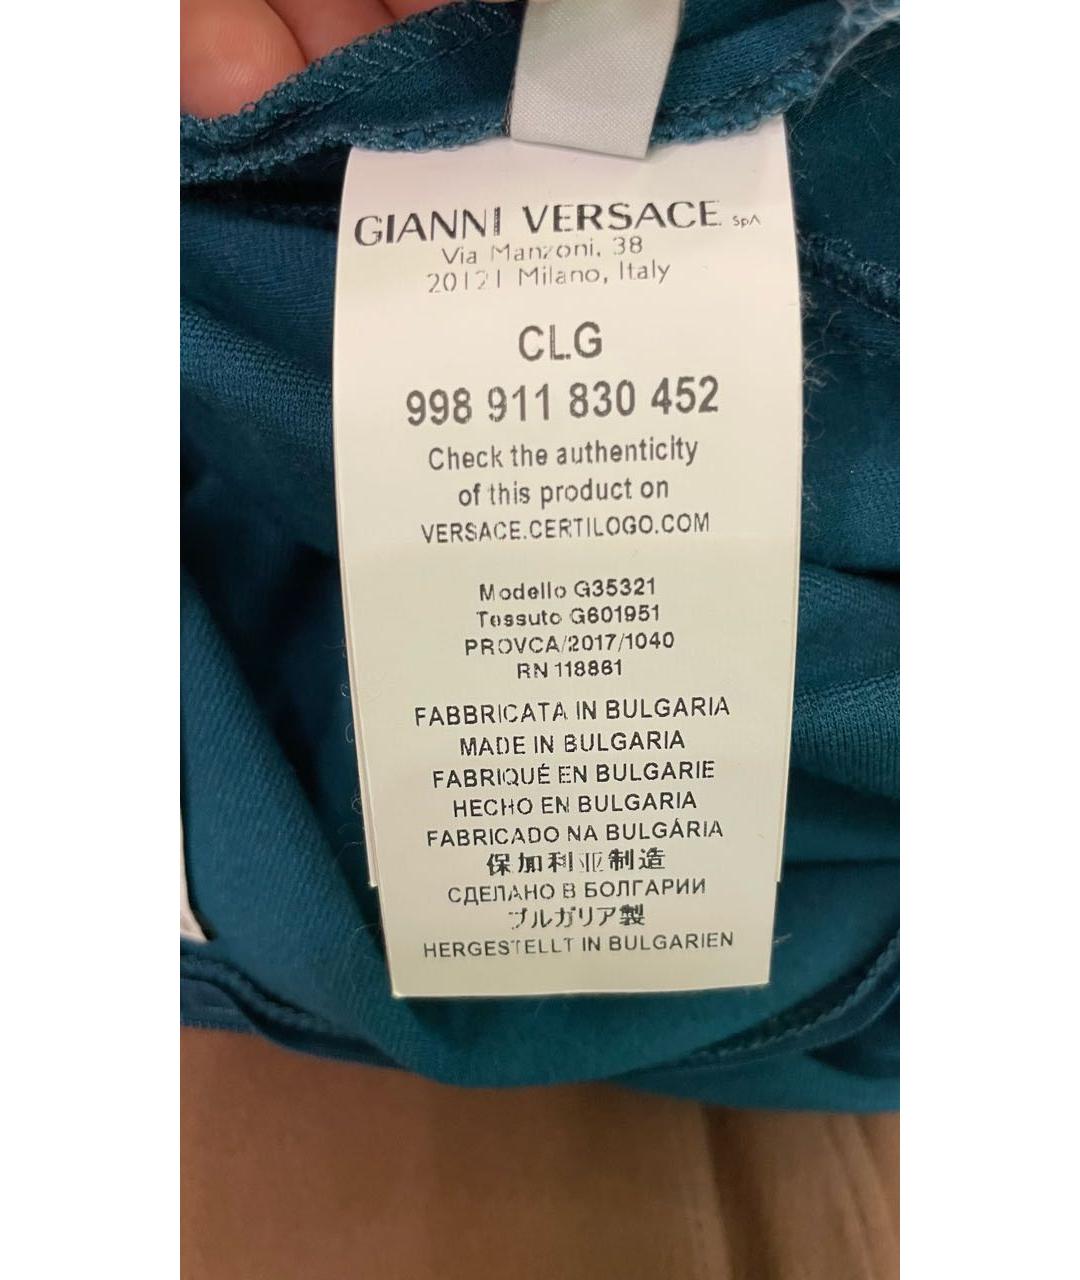 GIANNI VERSACE SpA
Via Manzoni, 38
20121 Milano, Italy
CLG
998 911 830 452
Check the authenticity
of this product on
VERSACE.CERTILOGO.COM
Modello G35321
Tessuto G601951
PROVCA/2017/1040
RN 118861
FABBRICATA IN BULGARIA
MADE IN BULGARIA
FABRIQUÉ EN BULGARIE
HECHO EN BULGARIA
FABRICADO NA BULGÁRIA
保加利亚制造
СДЕЛАНО В БОЛГАРИИ
ブルガリア製
HERGESTELLT IN BULGARIEN